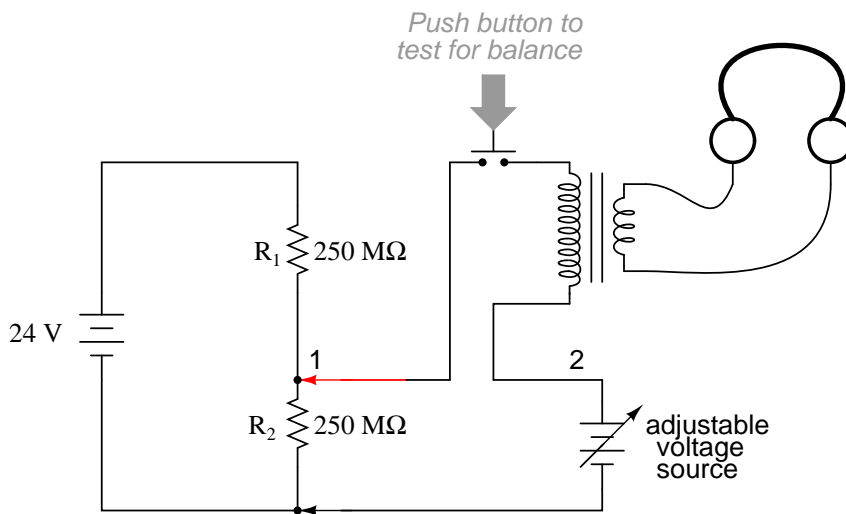 Push button to
test for balance
R1 250 MΩ
24 V
1
2
R2 250 MΩ
adjustable
voltage
source